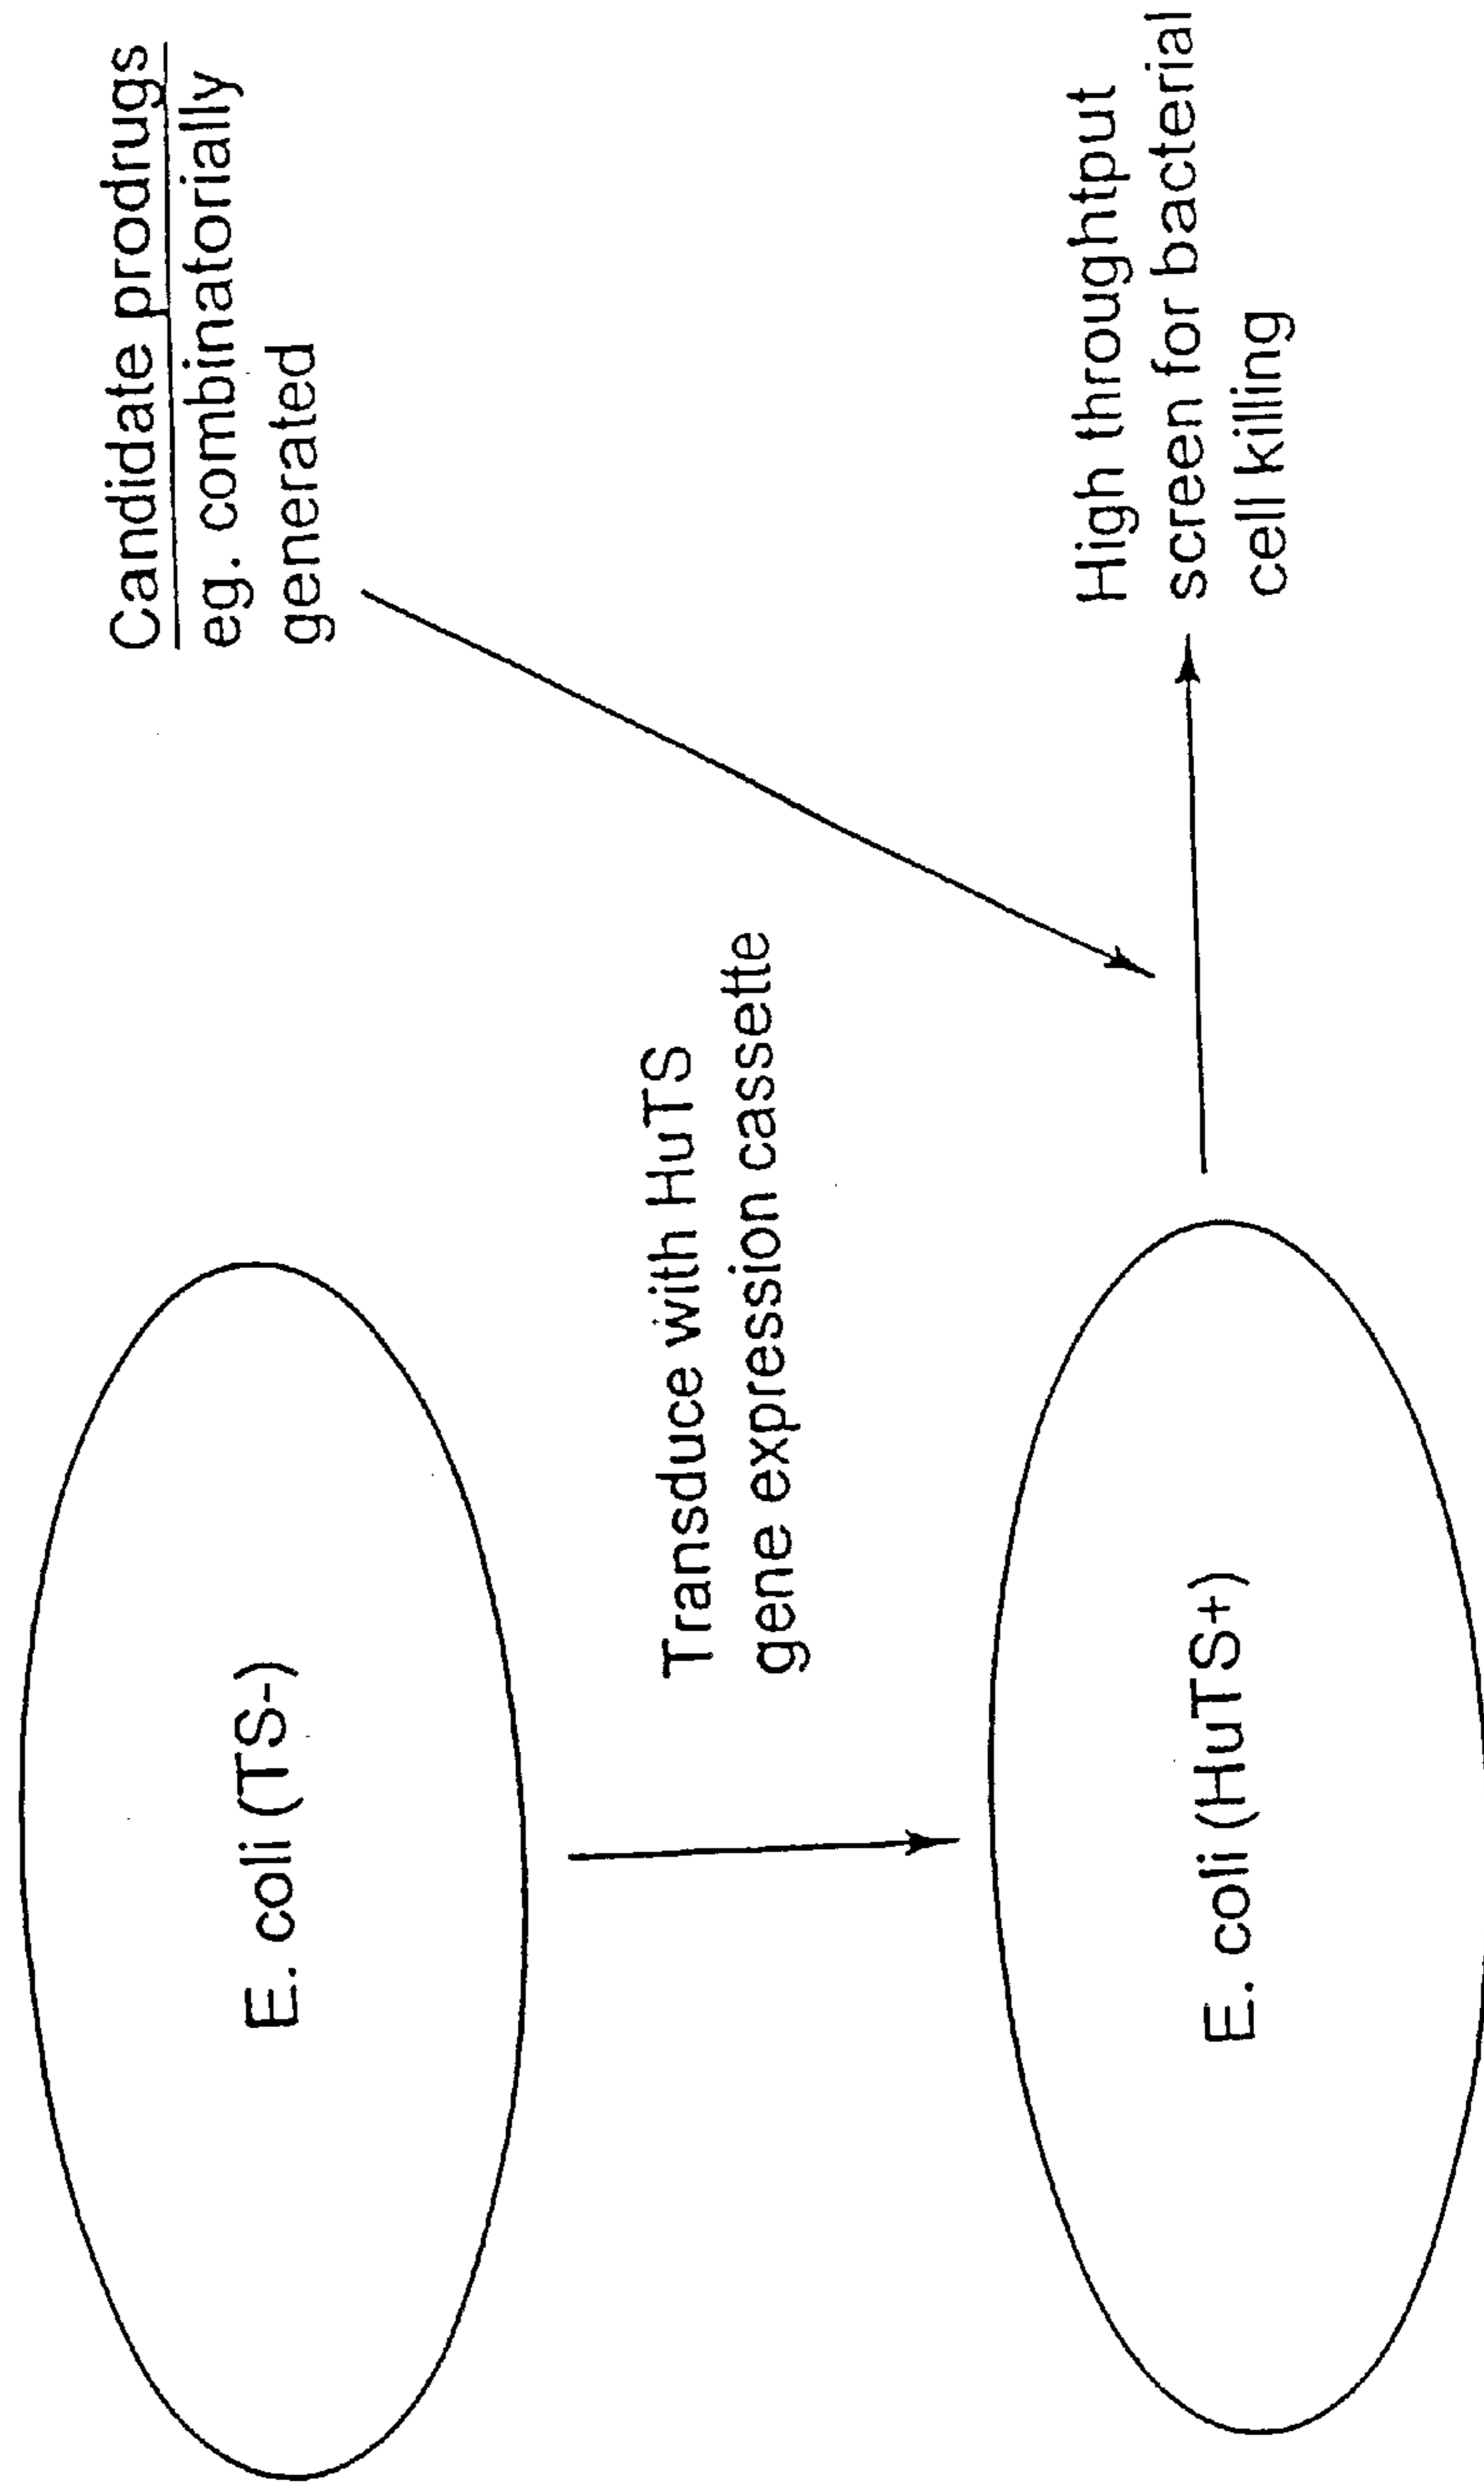 E. coli (TS-)
Candidate prodrugs
eg. combinatorially
generated
Transduce with HuTS
gene expression cassette
E. coli (HuTS+)
High throughtput
screen for bacterial
cell killing